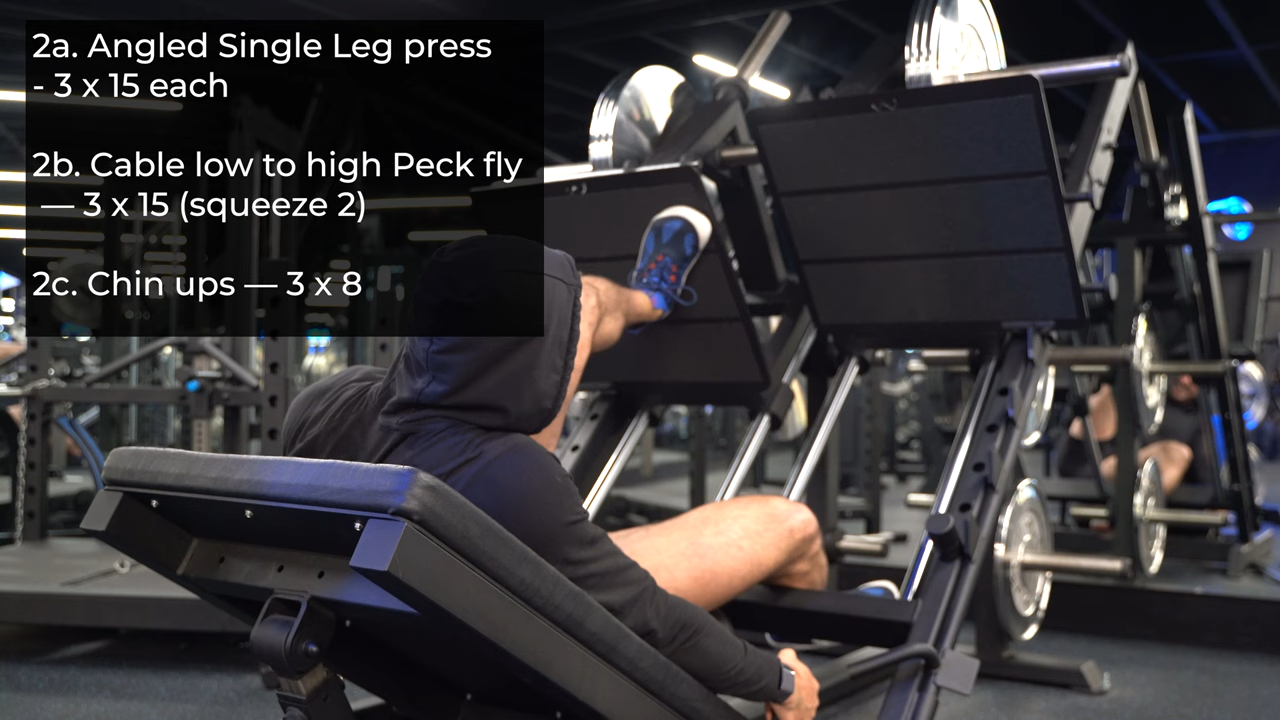 2a. Angled Single Leg press
- 3 x 15 each
2b. Cable low to high Peck fly
— 3 x 15 (squeeze 2)
2c. Chin ups — 3 x 8